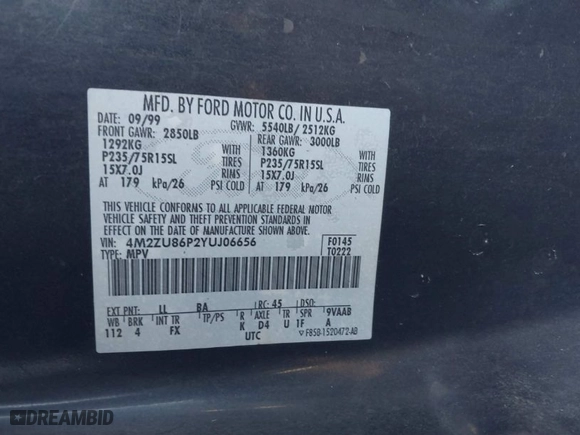 MFD. BY FORD MOTOR CO. IN U.S.A.
DATE: 09/99 GVWR: 5540LB/ 2512KG
FRONT GAWR: 2850LB REAR GAWR: 3000LB
1292KG WITH 1360KG WITH
P235/75R15SL TIRES P235/75R15SL TIRES
15X7.0J RIMS 15X7.0J RIMS
AT 179 kPa/26 PSI COLD AT 179 kPa/26 PSI COLD
THIS VEHICLE CONFORMS TO ALL APPLICABLE FEDERAL MOTOR
VEHICLE SAFETY AND THEFT PREVENTION STANDARDS IN
EFFECT ON THE DATE OF MANUFACTURE SHOWN ABOVE.
VIN: 4M2ZU86P2YUJ06656 F0145
TYPE: MPV T0222
EXT PNT: LL BA RC: 45 DSO:
WB BRK INT TR TP/PS R AXLE TR SPR 9VAAB
112 4 FX K D4 U 1F A
UTC ▽F85B-1520472-AB
DREAMBID